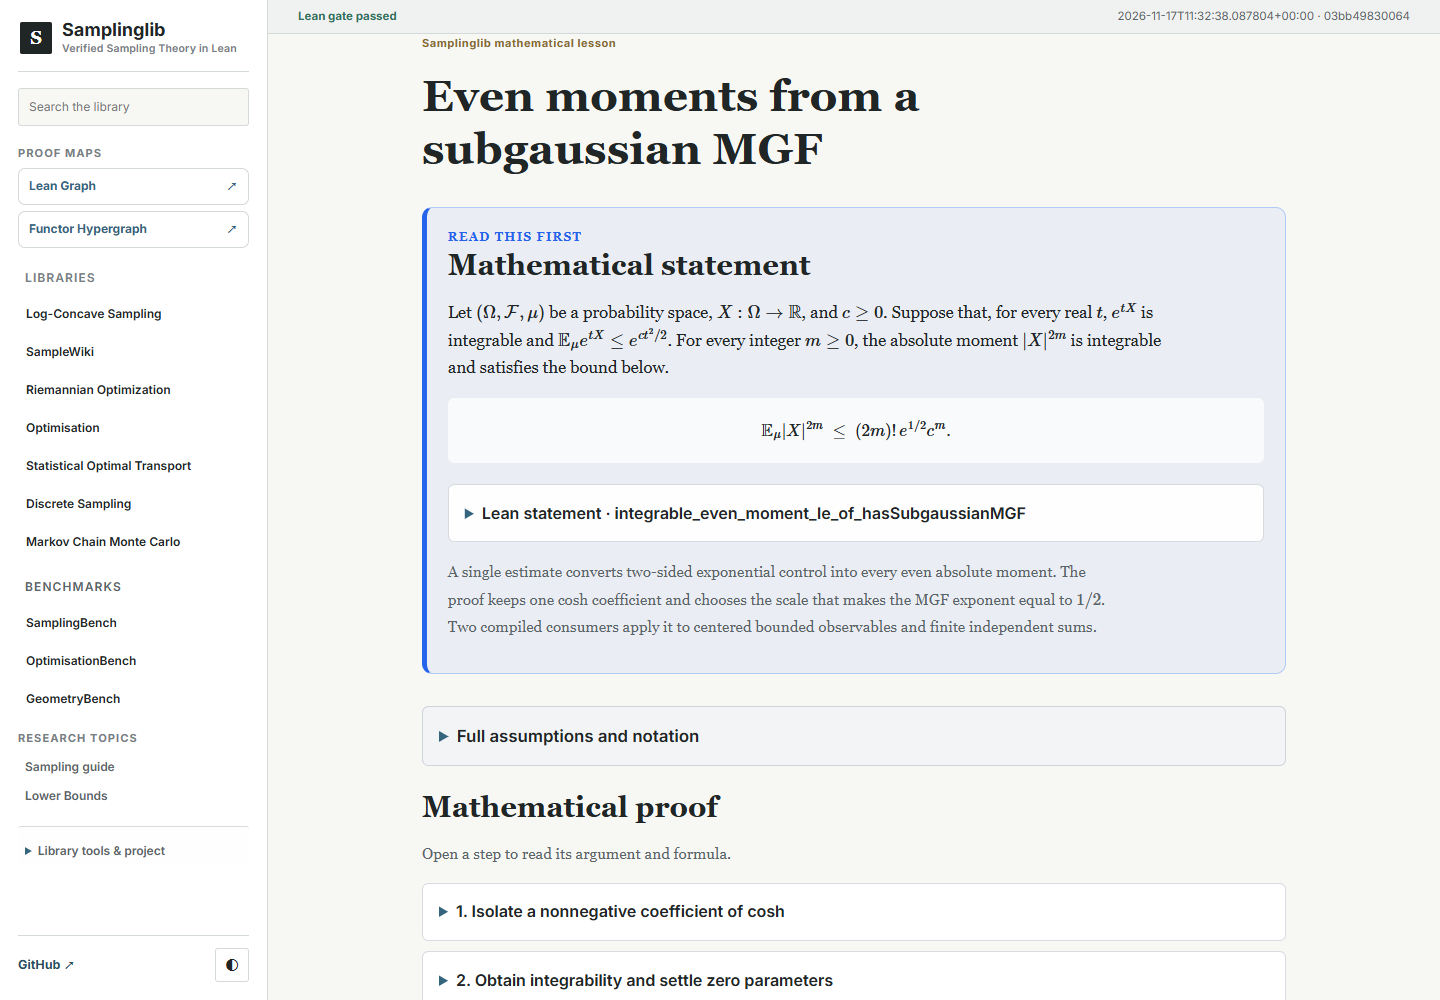 S
Samplinglib
Verified Sampling Theory in Lean
Search the library
PROOF MAPS
Lean Graph ↗
Functor Hypergraph ↗
LIBRARIES
Log-Concave Sampling
SampleWiki
Riemannian Optimization
Optimisation
Statistical Optimal Transport
Discrete Sampling
Markov Chain Monte Carlo
BENCHMARKS
SamplingBench
OptimisationBench
GeometryBench
RESEARCH TOPICS
Sampling guide
Lower Bounds
▶ Library tools & project
GitHub ↗
Lean gate passed
2026-11-17T11:32:38.087804+00:00 · 03bb49830064
Samplinglib mathematical lesson
Even moments from a
subgaussian MGF
READ THIS FIRST
Mathematical statement
Let (Ω, ℱ, μ) be a probability space, X : Ω → ℝ, and c ≥ 0. Suppose that, for every real t, e^{tX} is
integrable and 𝔼_μ e^{tX} ≤ e^{ct²/2}. For every integer m ≥ 0, the absolute moment |X|^{2m} is integrable
and satisfies the bound below.
𝔼_μ|X|^{2m} ≤ (2m)! e^{1/2} c^m.
▶ Lean statement · integrable_even_moment_le_of_hasSubgaussianMGF
A single estimate converts two-sided exponential control into every even absolute moment. The
proof keeps one cosh coefficient and chooses the scale that makes the MGF exponent equal to 1/2.
Two compiled consumers apply it to centered bounded observables and finite independent sums.
▶ Full assumptions and notation
Mathematical proof
Open a step to read its argument and formula.
▶ 1. Isolate a nonnegative coefficient of cosh
▶ 2. Obtain integrability and settle zero parameters